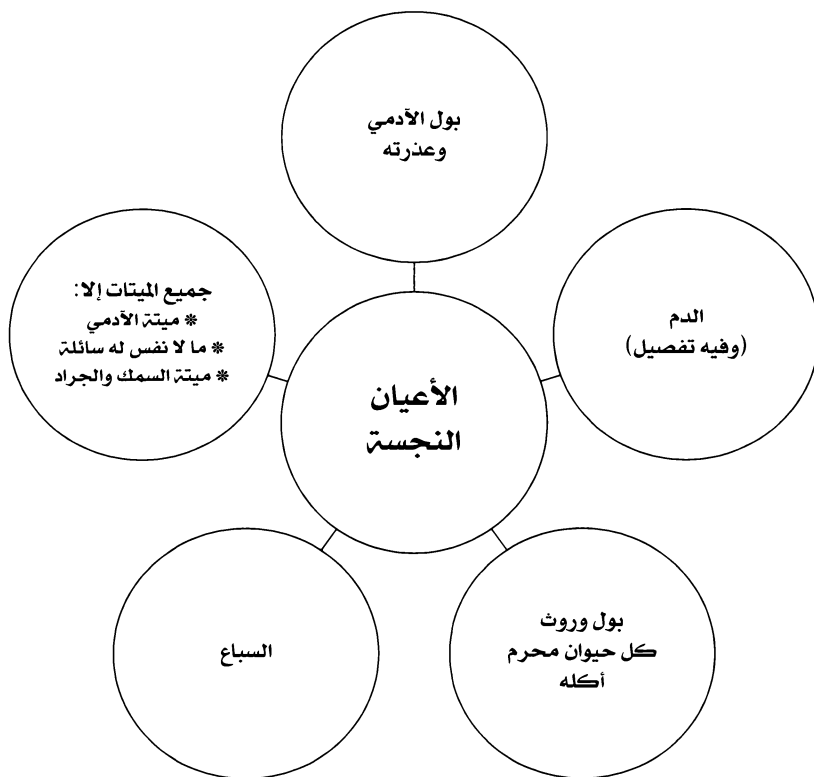 بول الآدمي
وعذرته
الدم
(وفيه تفصيل)
جميع الميتات إلا:
* ميتة الآدمي
* ما لا نفس له سائلة
* ميتة السمك والجراد
الأعيان
النجسة
بول وروث
كل حيوان محرم
أكله
السباع